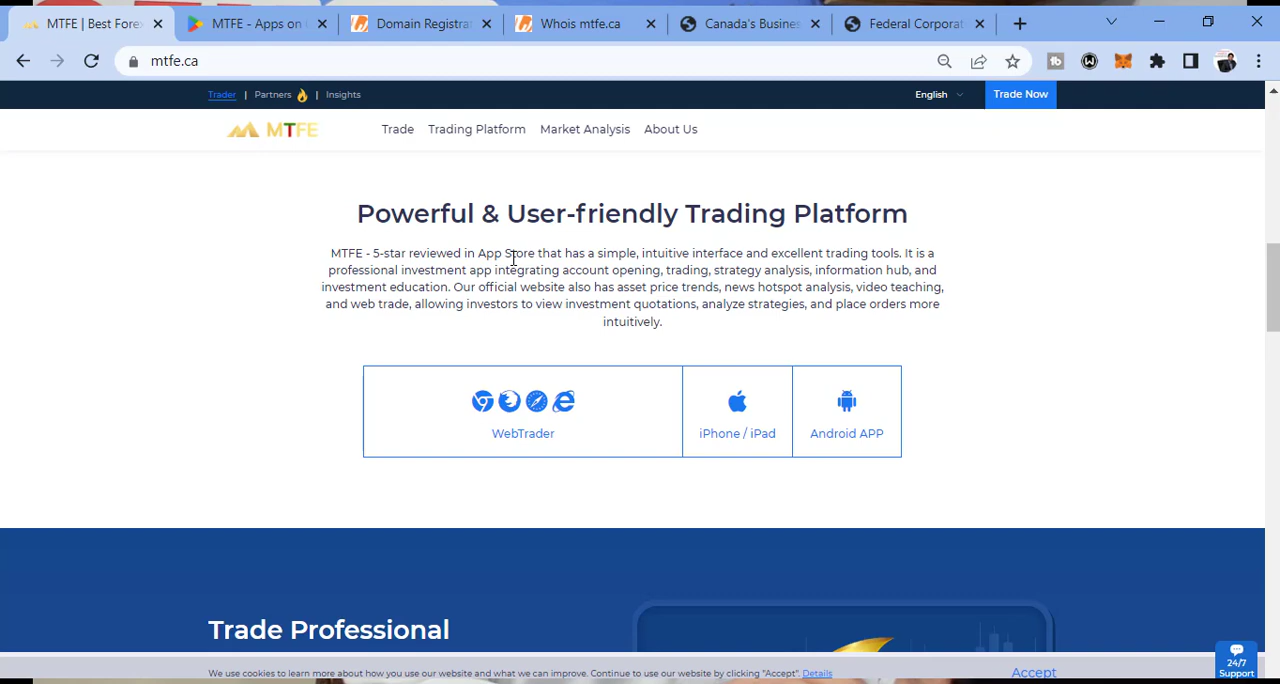 MTFE | Best Forex
MTFE - Apps on G
Domain Registra
Whois mtfe.ca
Canada's Busines
Federal Corporat
mtfe.ca
Trader | Partners | Insights
English
Trade Now
MTFE
Trade
Trading Platform
Market Analysis
About Us
Powerful & User-friendly Trading Platform
MTFE - 5-star reviewed in App Store that has a simple, intuitive interface and excellent trading tools. It is a
professional investment app integrating account opening, trading, strategy analysis, information hub, and
investment education. Our official website also has asset price trends, news hotspot analysis, video teaching,
and web trade, allowing investors to view investment quotations, analyze strategies, and place orders more
intuitively.
WebTrader
iPhone / iPad
Android APP
Trade Professional
24/7
Support
We use cookies to learn more about how you use our website and what we can improve. Continue to use our website by clicking "Accept". Details
Accept